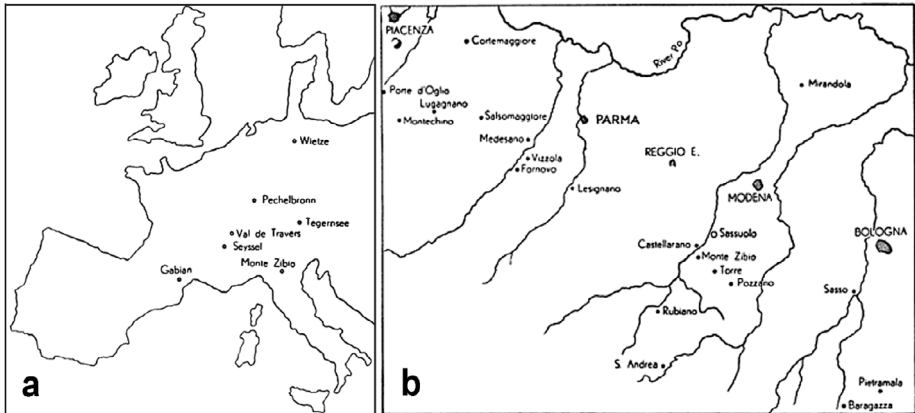 Wietze
Pechelbronn
Tegernsee
Val de Travers
Seyssel
Monte Zibio
Gabian
a
PIACENZA
Cortemaggiore
River Po
Mirandola
Ponte d'Oglio
Lugagnano
Montechino
Salsomaggiore
PARMA
Medesano
Vizzola
Fornovo
REGGIO E.
Lesignano
MODENA
Sassuolo
BOLOGNA
Castellarano
Monte Zibio
Torre
Pozzano
Sasso
Rubiano
S. Andrea
Pietramala
Baragazza
b